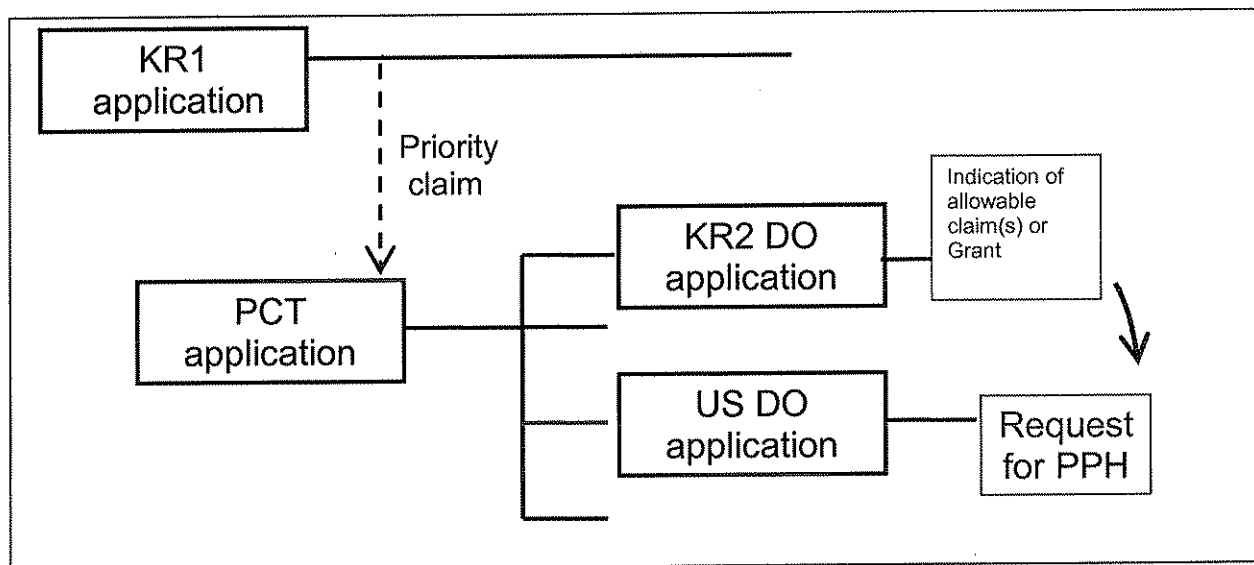 KR1
application
Priority
claim
PCT
application
KR2 DO
application
Indication of
allowable
claim(s) or
Grant
US DO
application
Request
for PPH